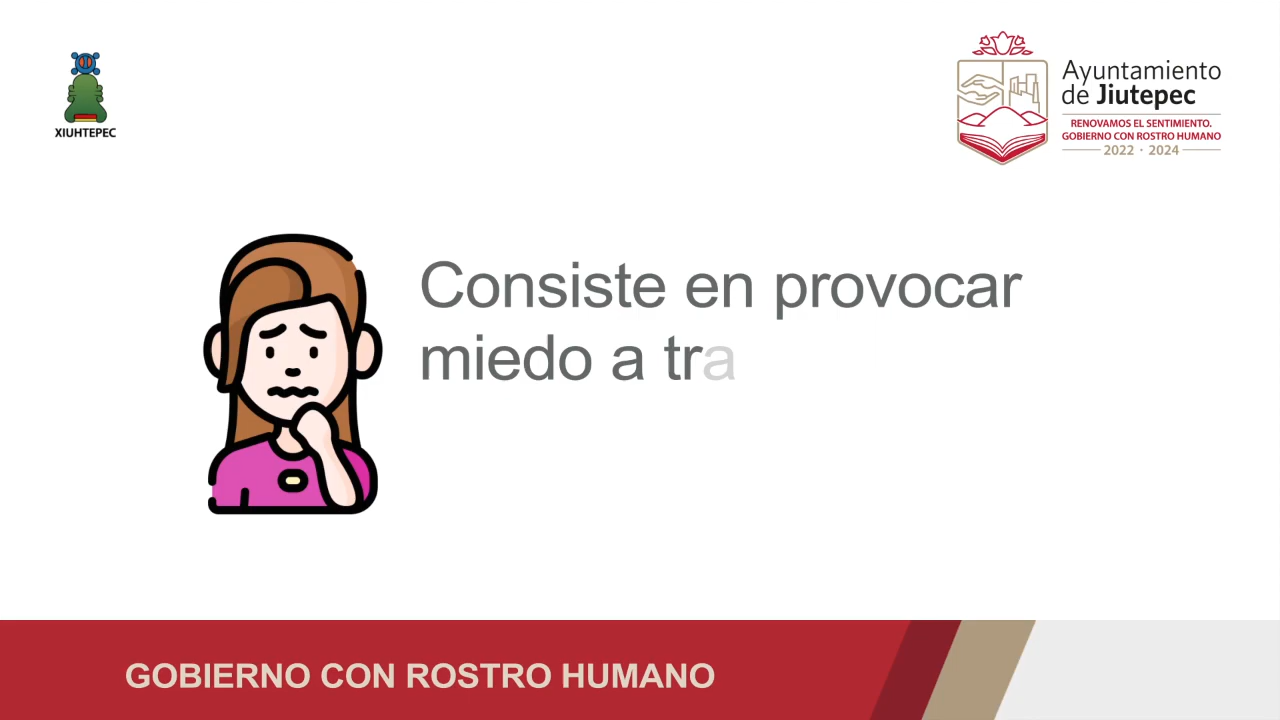 XIUHTEPEC
Ayuntamiento
de Jiutepec
RENOVAMOS EL SENTIMIENTO.
GOBIERNO CON ROSTRO HUMANO
2022 · 2024
Consiste en provocar
miedo a tra
GOBIERNO CON ROSTRO HUMANO